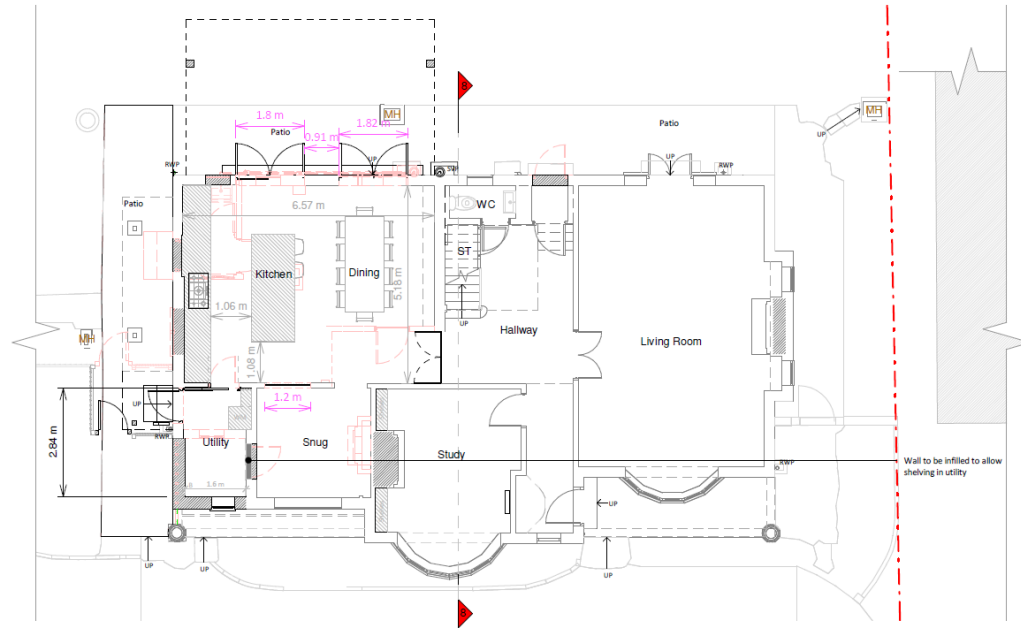 B
MH
1.8 m
0.91 m
1.82 m
Patio
UP
RWP
SVP
Patio
UP
RWP
UP
MH
6.57 m
WC
Patio
ST
Kitchen
Dining
5.18 m
1.06 m
UP
Hallway
Living Room
MH
1.08 m
1.2 m
UP
2.84 m
RWP
Utility
Snug
Study
Wall to be infilled to allow
shelving in utility
RWP
1.6 m
UP
UP
UP
UP
B